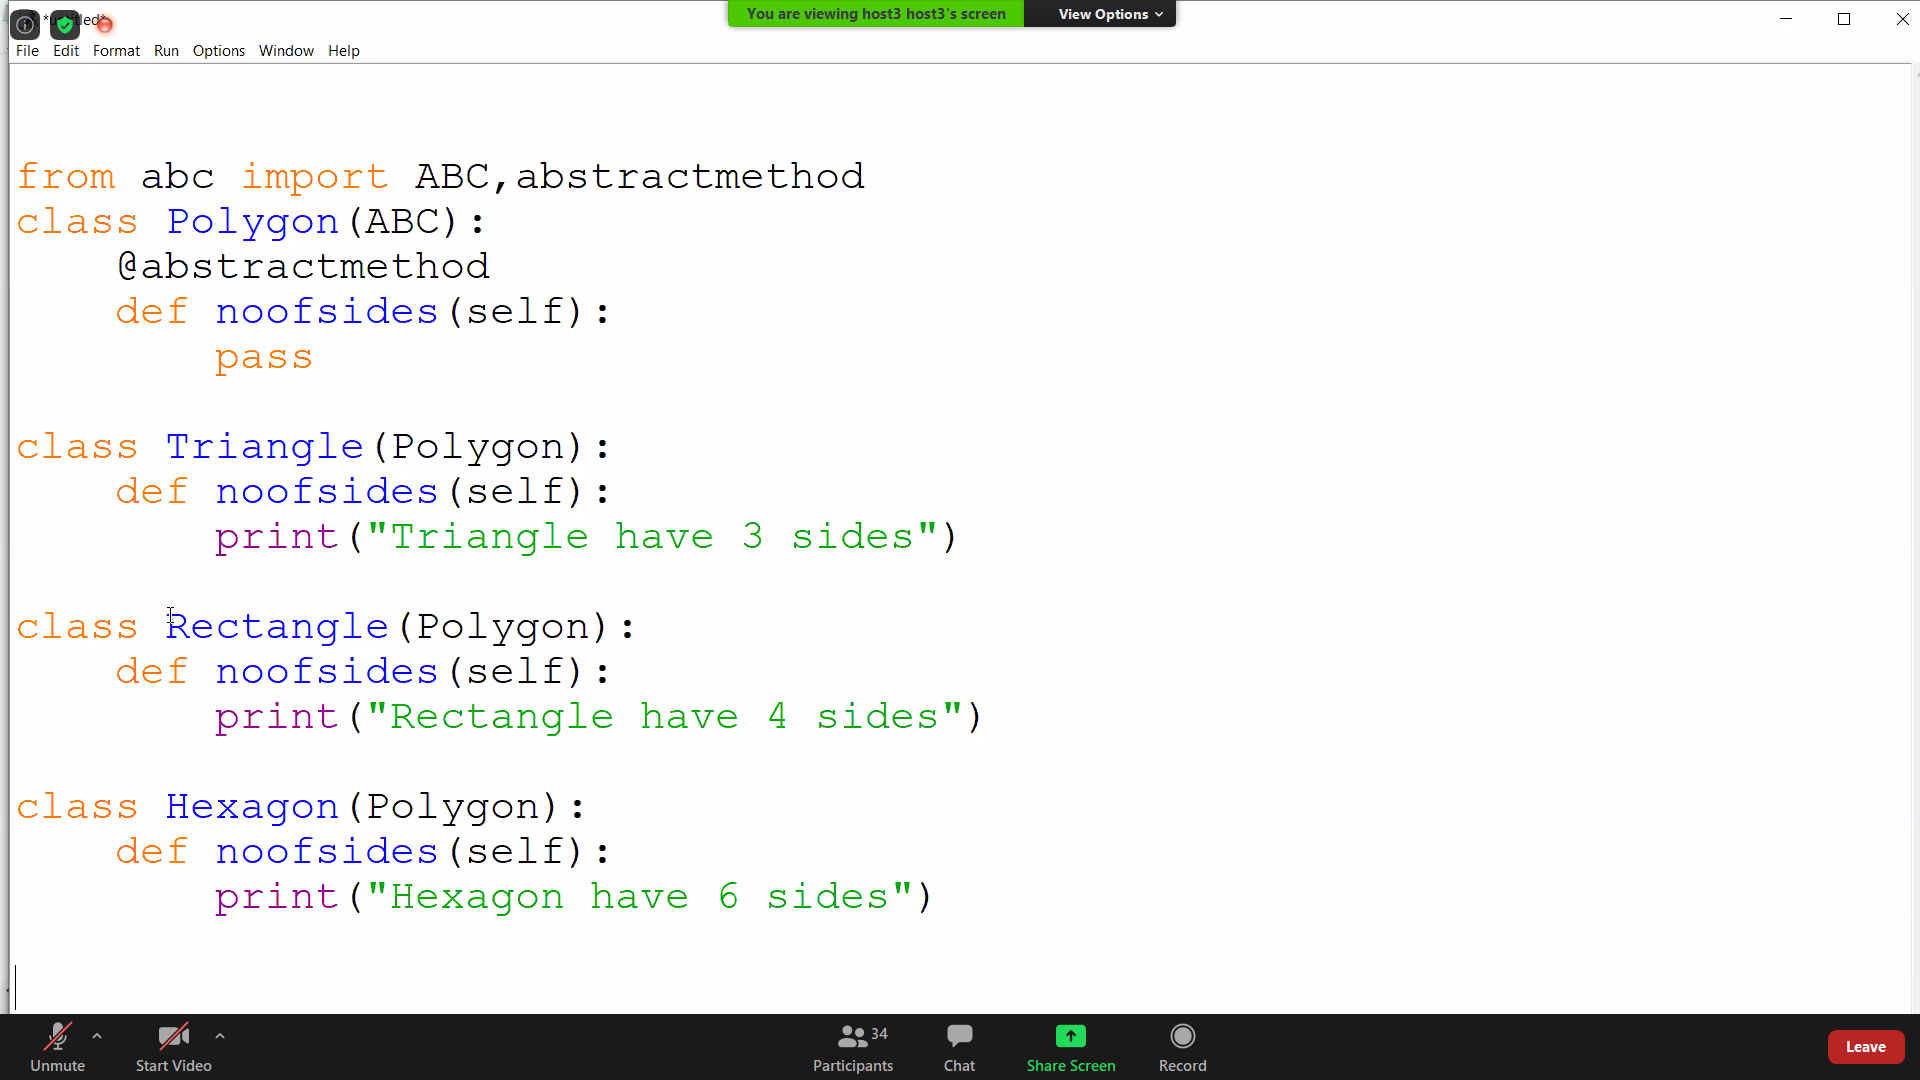 You are viewing host3 host3's screen View Options
File Edit Format Run Options Window Help
from abc import ABC,abstractmethod
class Polygon(ABC):
    @abstractmethod
    def noofsides(self):
        pass
class Triangle(Polygon):
    def noofsides(self):
        print("Triangle have 3 sides")
class Rectangle(Polygon):
    def noofsides(self):
        print("Rectangle have 4 sides")
class Hexagon(Polygon):
    def noofsides(self):
        print("Hexagon have 6 sides")
34
Unmute Start Video Participants Chat Share Screen Record Leave